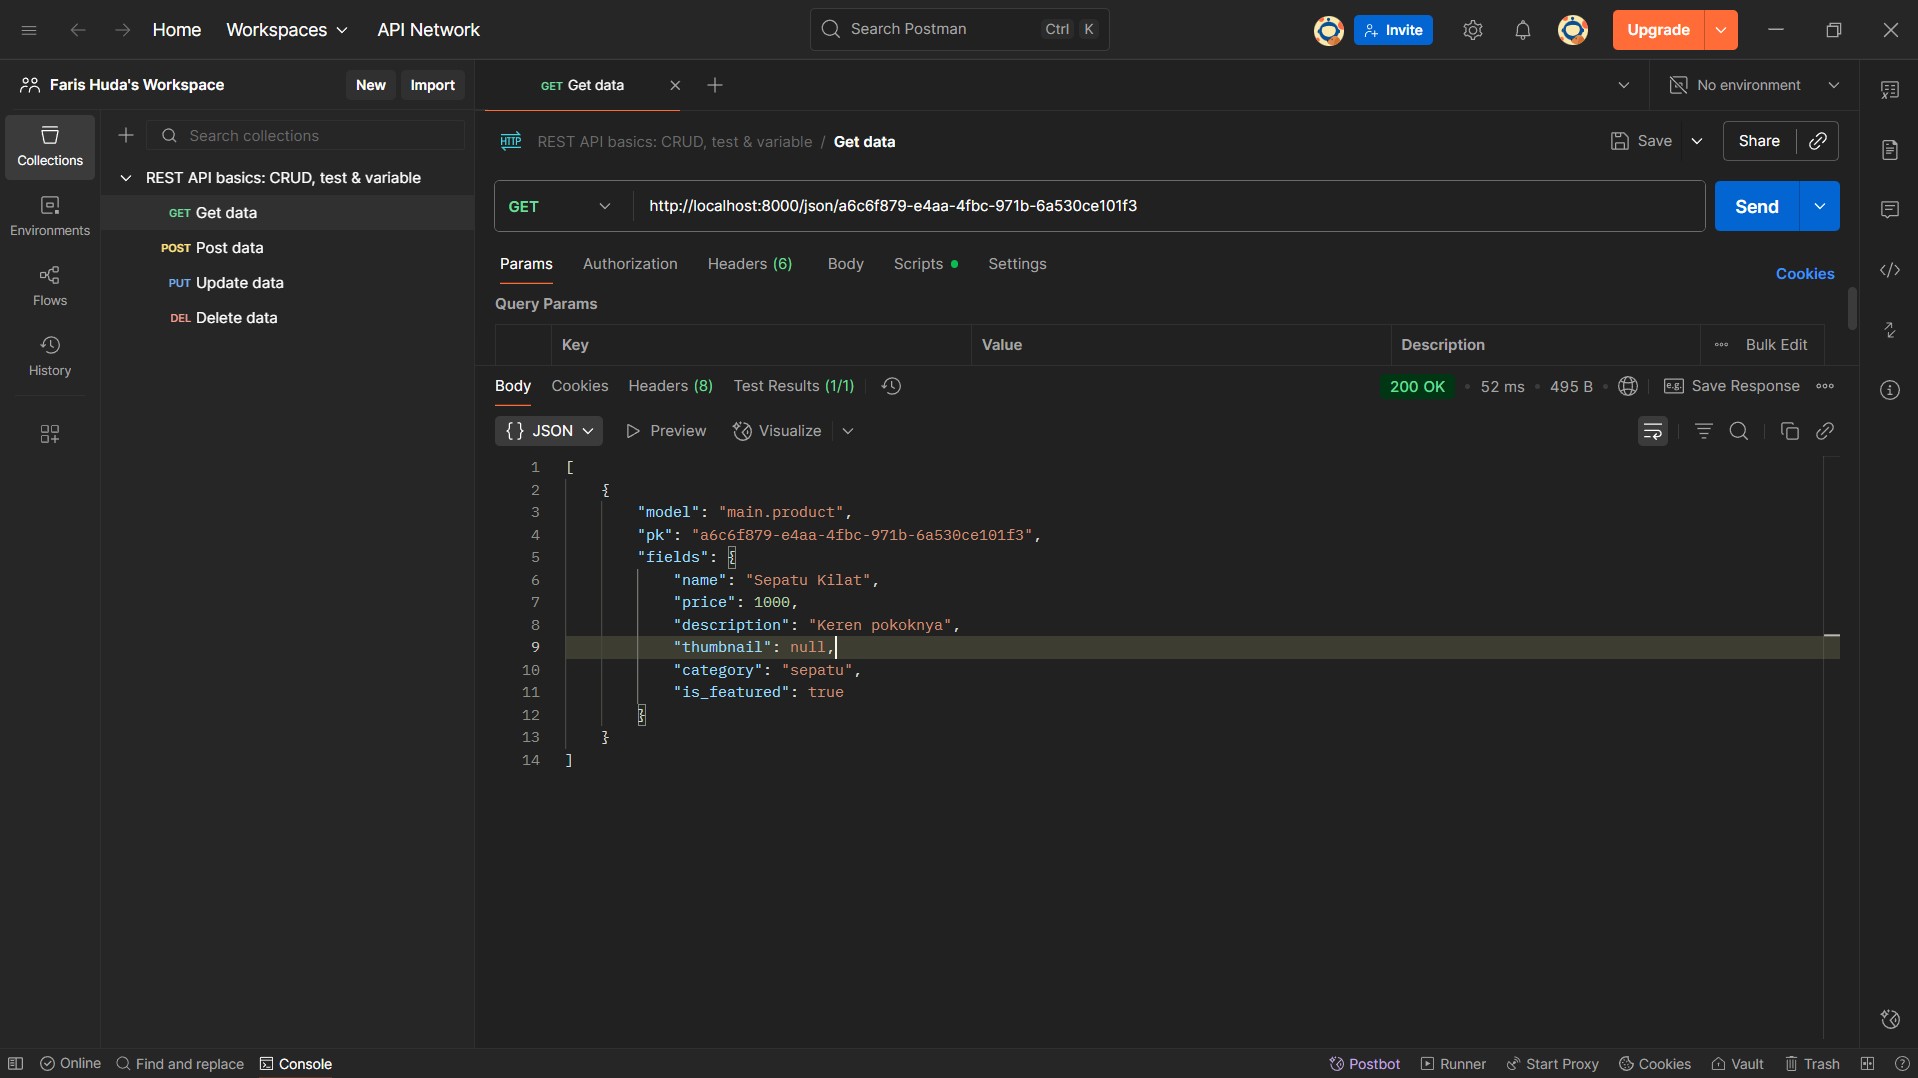 Home
Workspaces
API Network
Search Postman
Ctrl K
Invite
Upgrade
Faris Huda's Workspace
New
Import
GET Get data
No environment
Collections
Environments
Flows
History
Search collections
REST API basics: CRUD, test & variable
GET Get data
POST Post data
PUT Update data
DEL Delete data
HTTP
REST API basics: CRUD, test & variable / Get data
Save
Share
GET
http://localhost:8000/json/a6c6f879-e4aa-4fbc-971b-6a530ce101f3
Send
Params
Authorization
Headers (6)
Body
Scripts
Settings
Cookies
Query Params
Key
Value
Description
Bulk Edit
Body
Cookies
Headers (8)
Test Results (1/1)
200 OK
52 ms
495 B
e.g.
Save Response
{} JSON
Preview
Visualize
1 [
2 {
3 "model": "main.product",
4 "pk": "a6c6f879-e4aa-4fbc-971b-6a530ce101f3",
5 "fields": {
6 "name": "Sepatu Kilat",
7 "price": 1000,
8 "description": "Keren pokoknya",
9 "thumbnail": null,
10 "category": "sepatu",
11 "is_featured": true
12 }
13 }
14 ]
Online
Find and replace
Console
Postbot
Runner
Start Proxy
Cookies
Vault
Trash